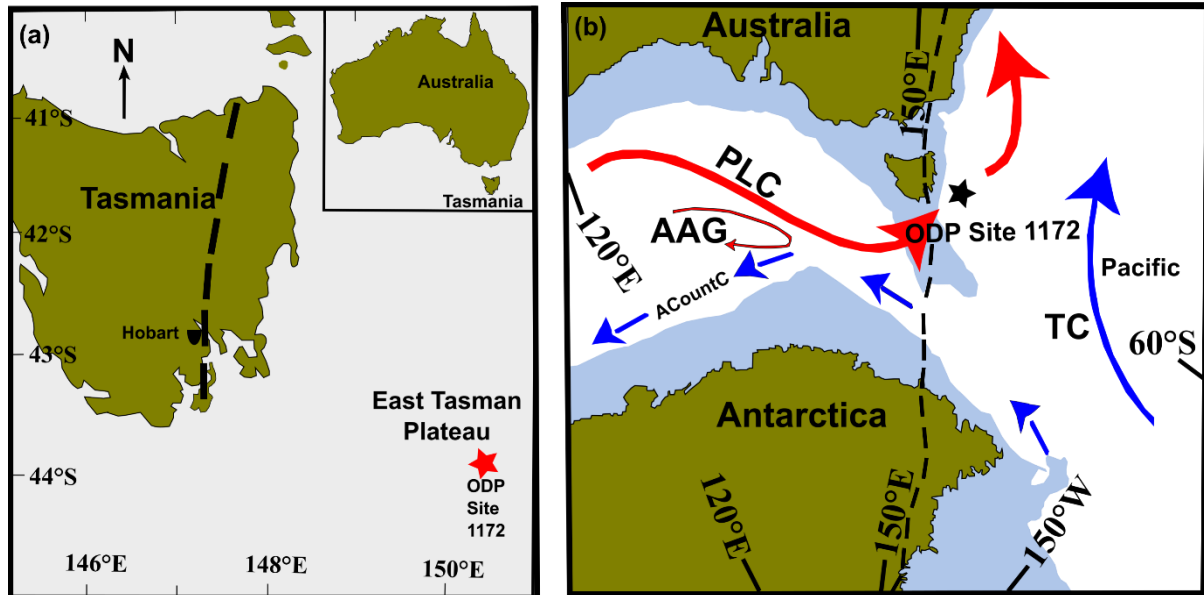 (a)
N
Australia
Tasmania
41°S
Tasmania
42°S
Hobart
43°S
East Tasman
Plateau
44°S
ODP
Site
1172
146°E
148°E
150°E
(b)
Australia
150°E
PLC
AAG
ODP Site 1172
120°E
ACountC
Pacific
TC
60°S
Antarctica
120°E
150°E
150°W